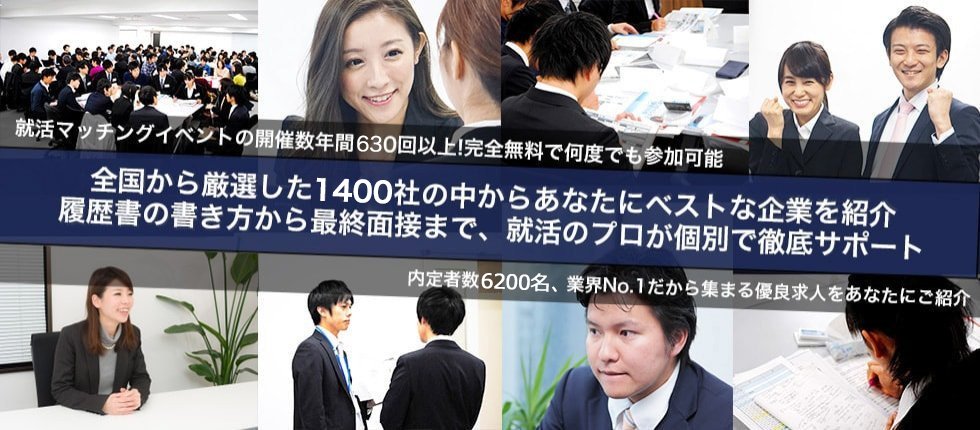 就活マッチングイベントの開催数年間630回以上!完全無料で何度でも参加可能
全国から厳選した1400社の中からあなたにベストな企業を紹介
履歴書の書き方から最終面接まで、就活のプロが個別で徹底サポート
内定者数6200名、業界No.1だから集まる優良求人をあなたにご紹介